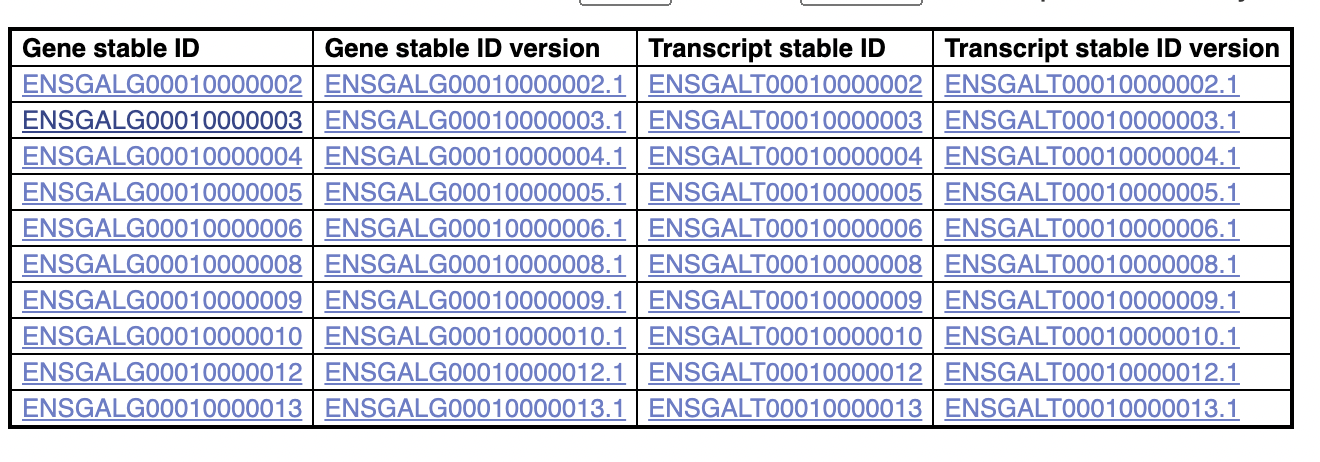 Gene stable ID Gene stable ID version Transcript stable ID Transcript stable ID version
ENSGALG00010000002 ENSGALG00010000002.1 ENSGALT00010000002 ENSGALT00010000002.1
ENSGALG00010000003 ENSGALG00010000003.1 ENSGALT00010000003 ENSGALT00010000003.1
ENSGALG00010000004 ENSGALG00010000004.1 ENSGALT00010000004 ENSGALT00010000004.1
ENSGALG00010000005 ENSGALG00010000005.1 ENSGALT00010000005 ENSGALT00010000005.1
ENSGALG00010000006 ENSGALG00010000006.1 ENSGALT00010000006 ENSGALT00010000006.1
ENSGALG00010000008 ENSGALG00010000008.1 ENSGALT00010000008 ENSGALT00010000008.1
ENSGALG00010000009 ENSGALG00010000009.1 ENSGALT00010000009 ENSGALT00010000009.1
ENSGALG00010000010 ENSGALG00010000010.1 ENSGALT00010000010 ENSGALT00010000010.1
ENSGALG00010000012 ENSGALG00010000012.1 ENSGALT00010000012 ENSGALT00010000012.1
ENSGALG00010000013 ENSGALG00010000013.1 ENSGALT00010000013 ENSGALT00010000013.1